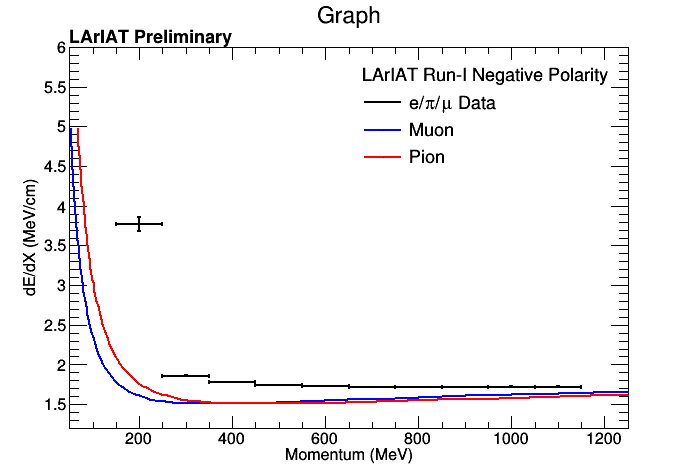 Graph
LArIAT Preliminary
LArIAT Run-I Negative Polarity
e/π/μ Data
Muon
Pion
dE/dX (MeV/cm)
6
5.5
5
4.5
4
3.5
3
2.5
2
1.5
200 400 600 800 1000 1200
Momentum (MeV)